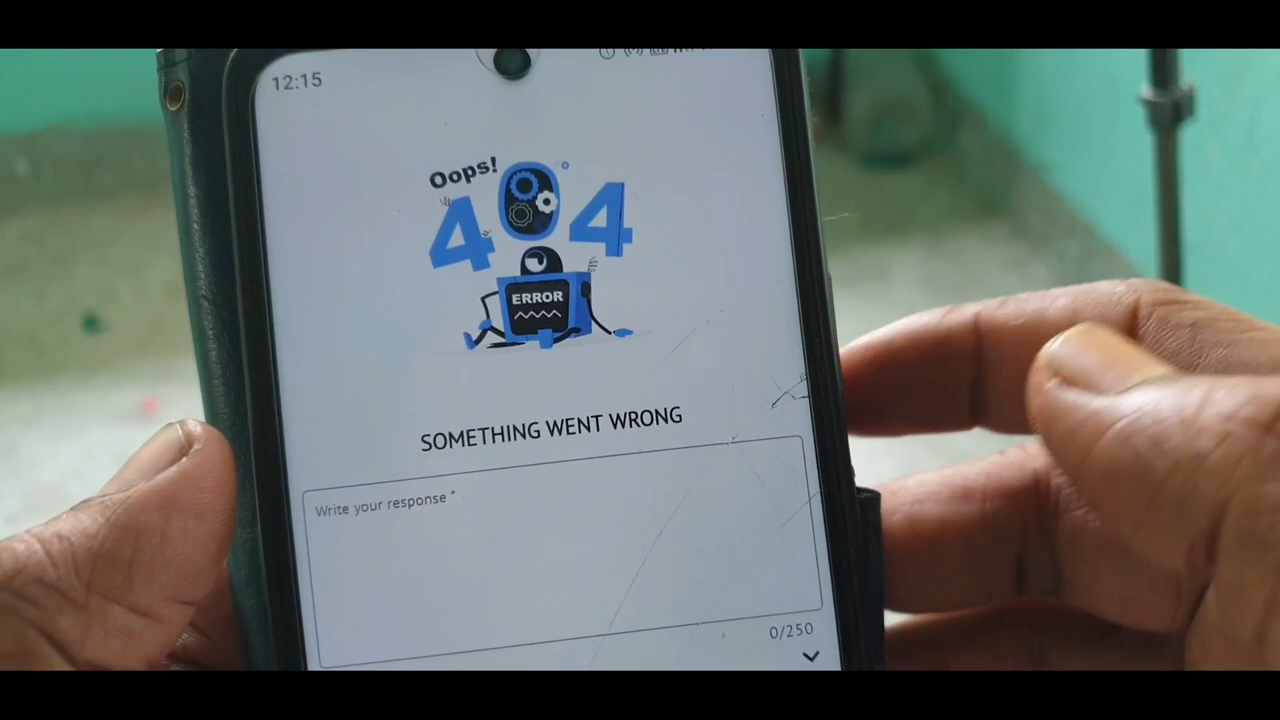 12:15
Oops!
404
ERROR
SOMETHING WENT WRONG
Write your response *
0/250